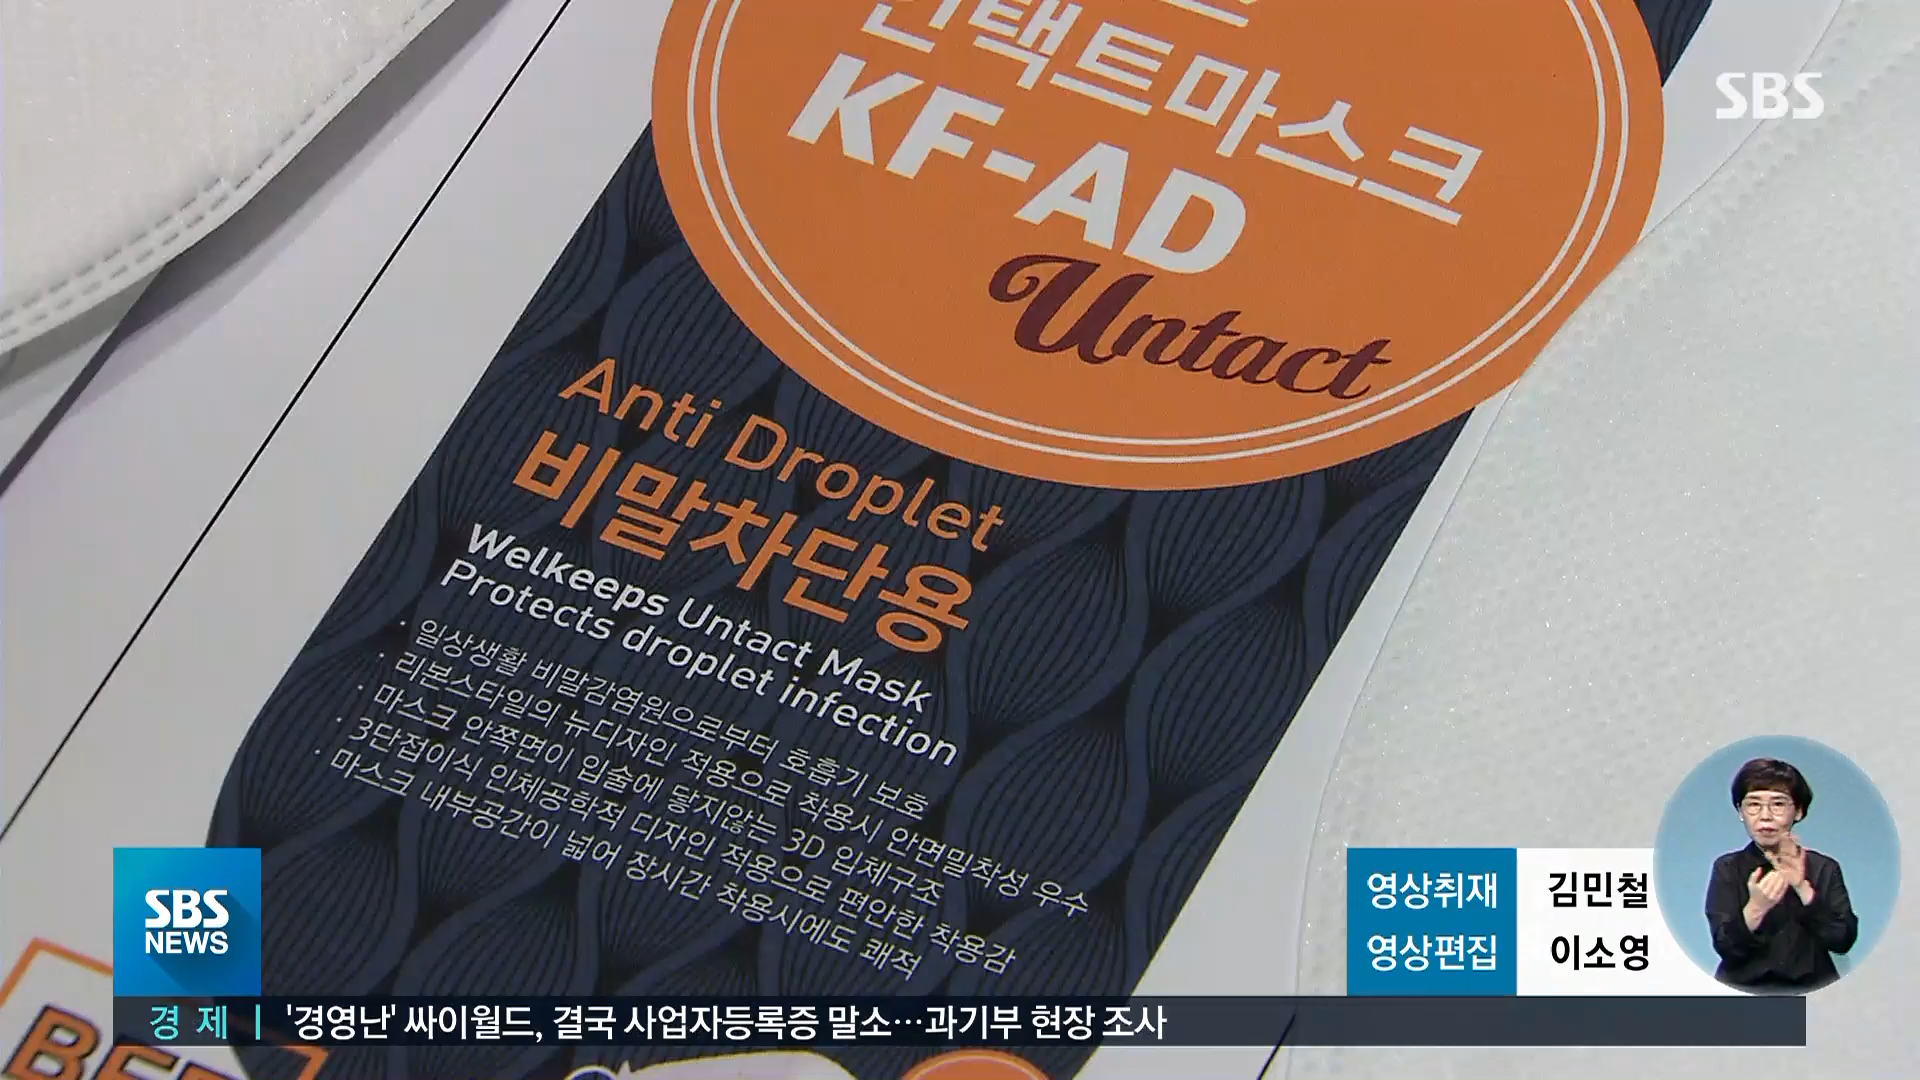 언택트마스크
KF-AD
Untact
SBS
Anti Droplet
비말차단용
Welkeeps Untact Mask
Protects droplet infection
· 일상생활 비말감염원으로부터 호흡기 보호
· 리본스타일의 뉴디자인 적용으로 착용시 안면밀착성 우수
· 마스크 안쪽면이 입술에 닿지않는 3D 입체구조
· 3단접이식 인체공학적 디자인 적용으로 편안한 착용감
· 마스크 내부공간이 넓어 장시간 착용시에도 쾌적
영상취재 김민철
영상편집 이소영
SBS
NEWS
경제 | '경영난' 싸이월드, 결국 사업자등록증 말소…과기부 현장 조사